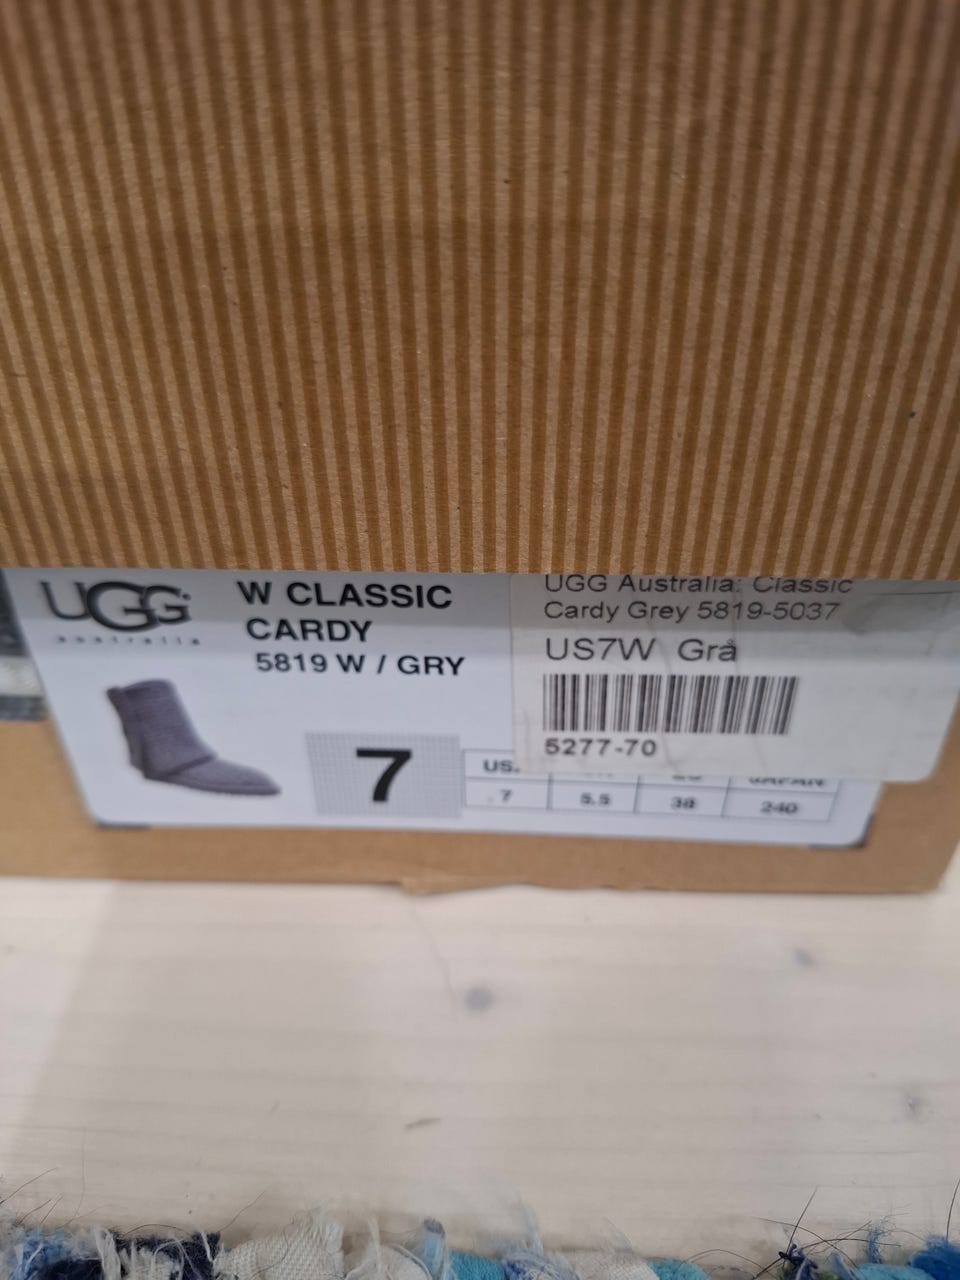 UGG
australia
W CLASSIC
CARDY
5819 W / GRY
7
UGG Australia: Classic
Cardy Grey 5819-5037
US7W Grå
5277-70
US. JAPAN
7 5.5 38 240